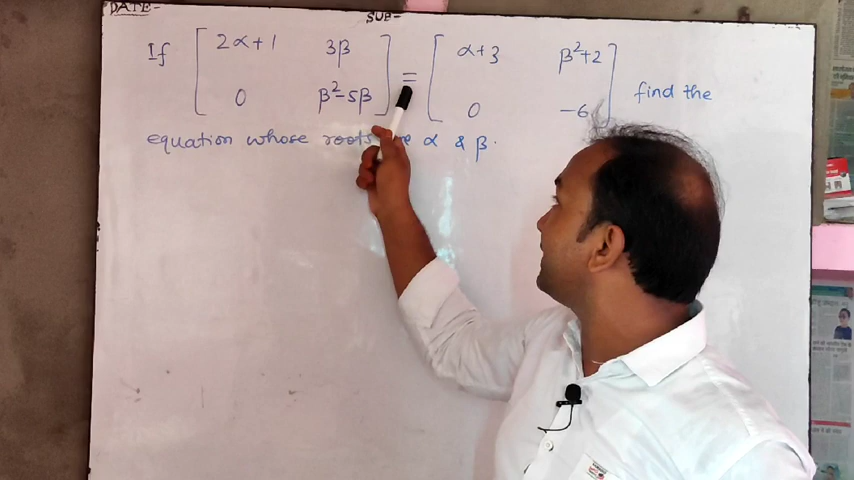 DATE-
SUB-
If [ 2α+1 3β ] = [ α+3 β²+2 ]
[ 0 β²-5β ] [ 0 -6 ] find the
equation whose roots α & β.